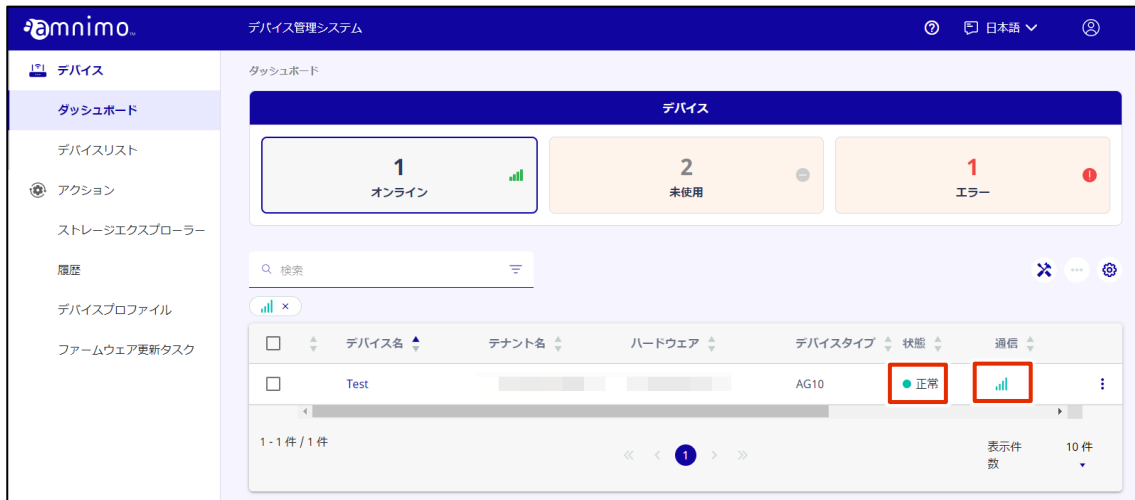 amnimo
デバイス管理システム
日本語
デバイス
ダッシュボード
デバイスリスト
アクション
ストレージエクスプローラー
履歴
デバイスプロファイル
ファームウェア更新タスク
ダッシュボード
デバイス
1
オンライン
2
未使用
1
エラー
検索
デバイス名 テナント名 ハードウェア デバイスタイプ 状態 通信
Test AG10 正常
1 - 1 件 / 1 件
« ‹ 1 › »
表示件
数
10 件